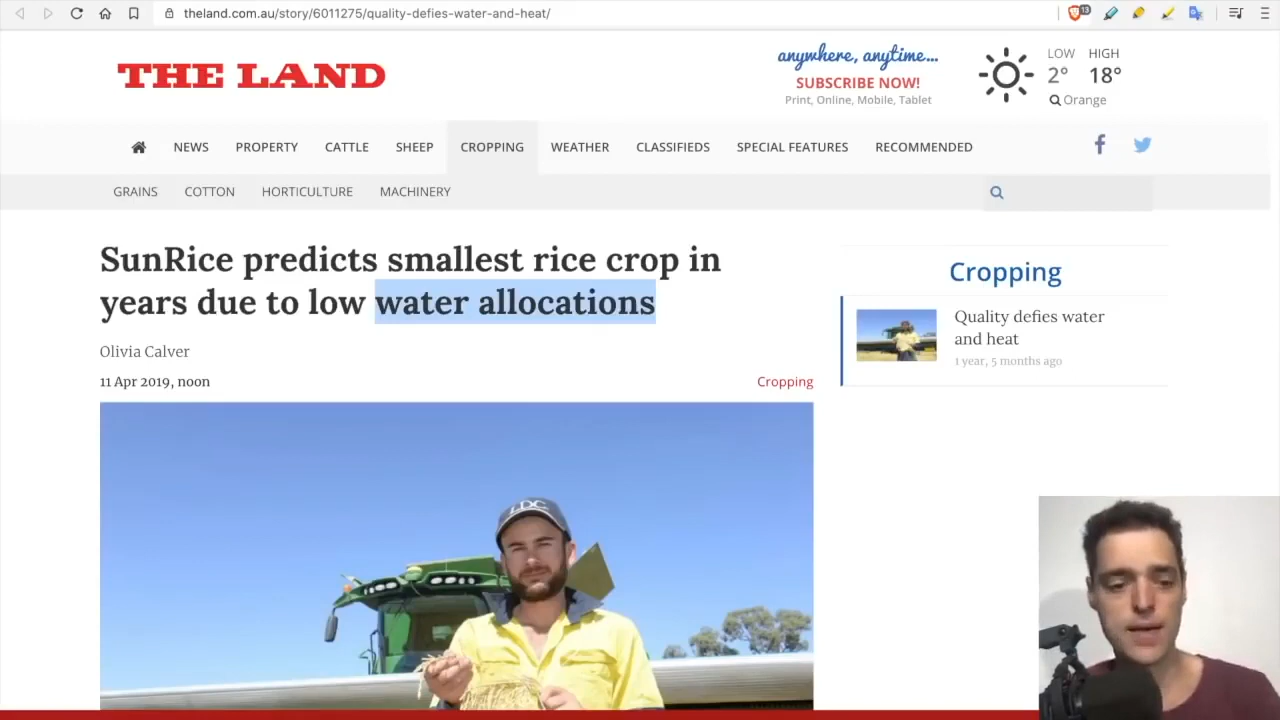 theland.com.au/story/6011275/quality-defies-water-and-heat/
13
THE LAND
anywhere, anytime...
SUBSCRIBE NOW!
Print, Online, Mobile, Tablet
LOW HIGH
2° 18°
Orange
NEWS PROPERTY CATTLE SHEEP CROPPING WEATHER CLASSIFIEDS SPECIAL FEATURES RECOMMENDED
GRAINS COTTON HORTICULTURE MACHINERY
SunRice predicts smallest rice crop in
years due to low water allocations
Olivia Calver
11 Apr 2019, noon
Cropping
Cropping
Quality defies water
and heat
1 year, 5 months ago
LDC